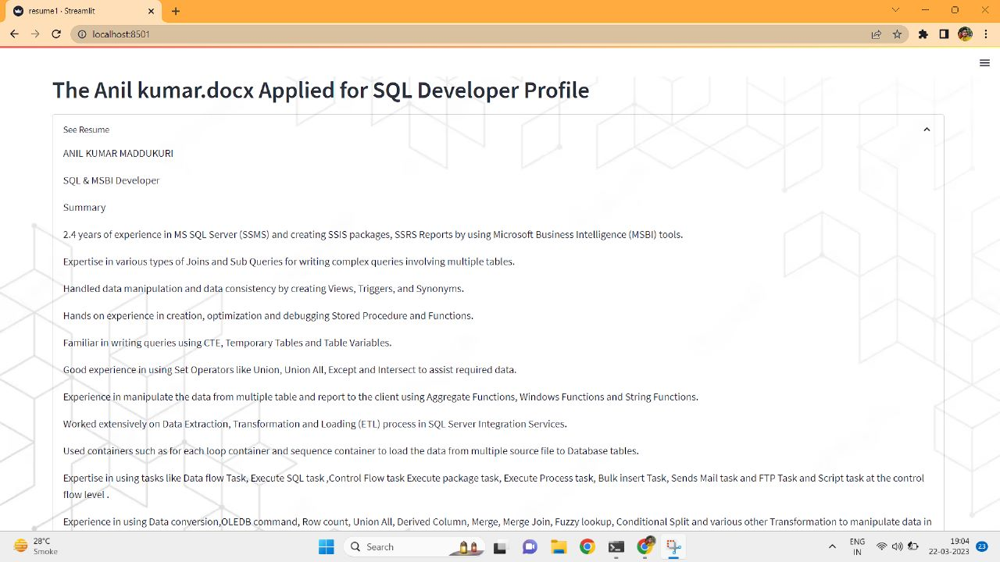 resume1 · Streamlit
localhost:8501
The Anil kumar.docx Applied for SQL Developer Profile
See Resume
ANIL KUMAR MADDUKURI
SQL & MSBI Developer
Summary
2.4 years of experience in MS SQL Server (SSMS) and creating SSIS packages, SSRS Reports by using Microsoft Business Intelligence (MSBI) tools.
Expertise in various types of Joins and Sub Queries for writing complex queries involving multiple tables.
Handled data manipulation and data consistency by creating Views, Triggers, and Synonyms.
Hands on experience in creation, optimization and debugging Stored Procedure and Functions.
Familiar in writing queries using CTE, Temporary Tables and Table Variables.
Good experience in using Set Operators like Union, Union All, Except and Intersect to assist required data.
Experience in manipulate the data from multiple table and report to the client using Aggregate Functions, Windows Functions and String Functions.
Worked extensively on Data Extraction, Transformation and Loading (ETL) process in SQL Server Integration Services.
Used containers such as for each loop container and sequence container to load the data from multiple source file to Database tables.
Expertise in using tasks like Data flow Task, Execute SQL task ,Control Flow task Execute package task, Execute Process task, Bulk insert Task, Sends Mail task and FTP Task and Script task at the control
flow level .
Experience in using Data conversion,OLEDB command, Row count, Union All, Derived Column, Merge, Merge Join, Fuzzy lookup, Conditional Split and various other Transformation to manipulate data in
28°C
Smoke
Search
ENG
IN
19:04
22-03-2023
23